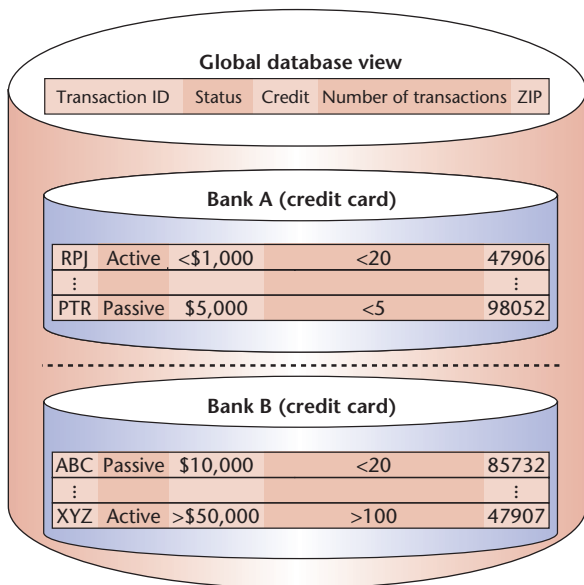 Global database view
Transaction ID Status Credit Number of transactions ZIP
Bank A (credit card)
RPJ Active <$1,000 <20 47906
⋮ ⋮
PTR Passive $5,000 <5 98052
Bank B (credit card)
ABC Passive $10,000 <20 85732
⋮ ⋮
XYZ Active >$50,000 >100 47907